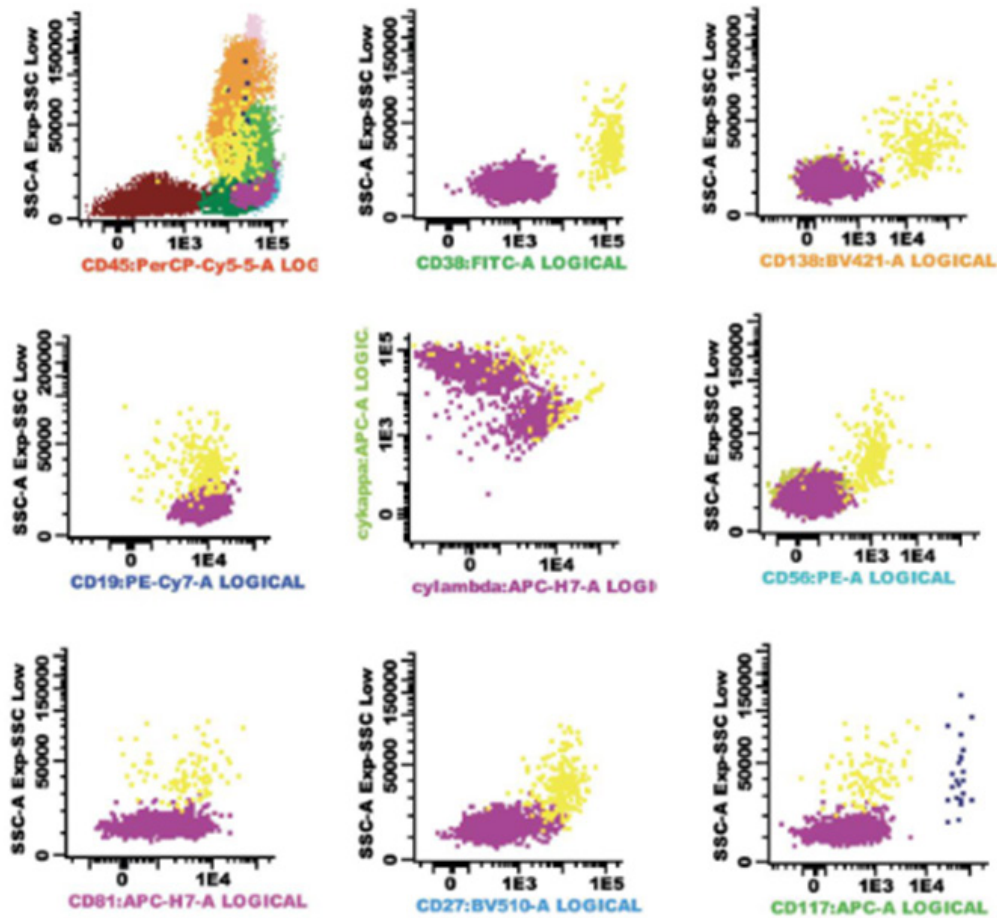 SSC-A Exp-SSC Low
150000
50000
0
0
1E3
1E5
CD45:PerCP-Cy5-5-A LOG
SSC-A Exp-SSC Low
150000
50000
0
0
1E3
1E5
CD38:FITC-A LOGICAL
SSC-A Exp-SSC Low
150000
50000
0
0
1E3
1E4
CD138:BV421-A LOGICAL
SSC-A Exp-SSC Low
200000
50000
0
0
1E4
CD19:PE-Cy7-A LOGICAL
cykappa:APC-A LOGIC
1E5
1E3
0
0
1E4
cylambda:APC-H7-A LOGI
SSC-A Exp-SSC Low
150000
50000
0
0
1E3
1E4
CD56:PE-A LOGICAL
SSC-A Exp-SSC Low
150000
50000
0
0
1E4
CD81:APC-H7-A LOGICAL
SSC-A Exp-SSC Low
150000
50000
0
0
1E3
1E5
CD27:BV510-A LOGICAL
SSC-A Exp-SSC Low
150000
50000
0
0
1E3
1E4
CD117:APC-A LOGICAL